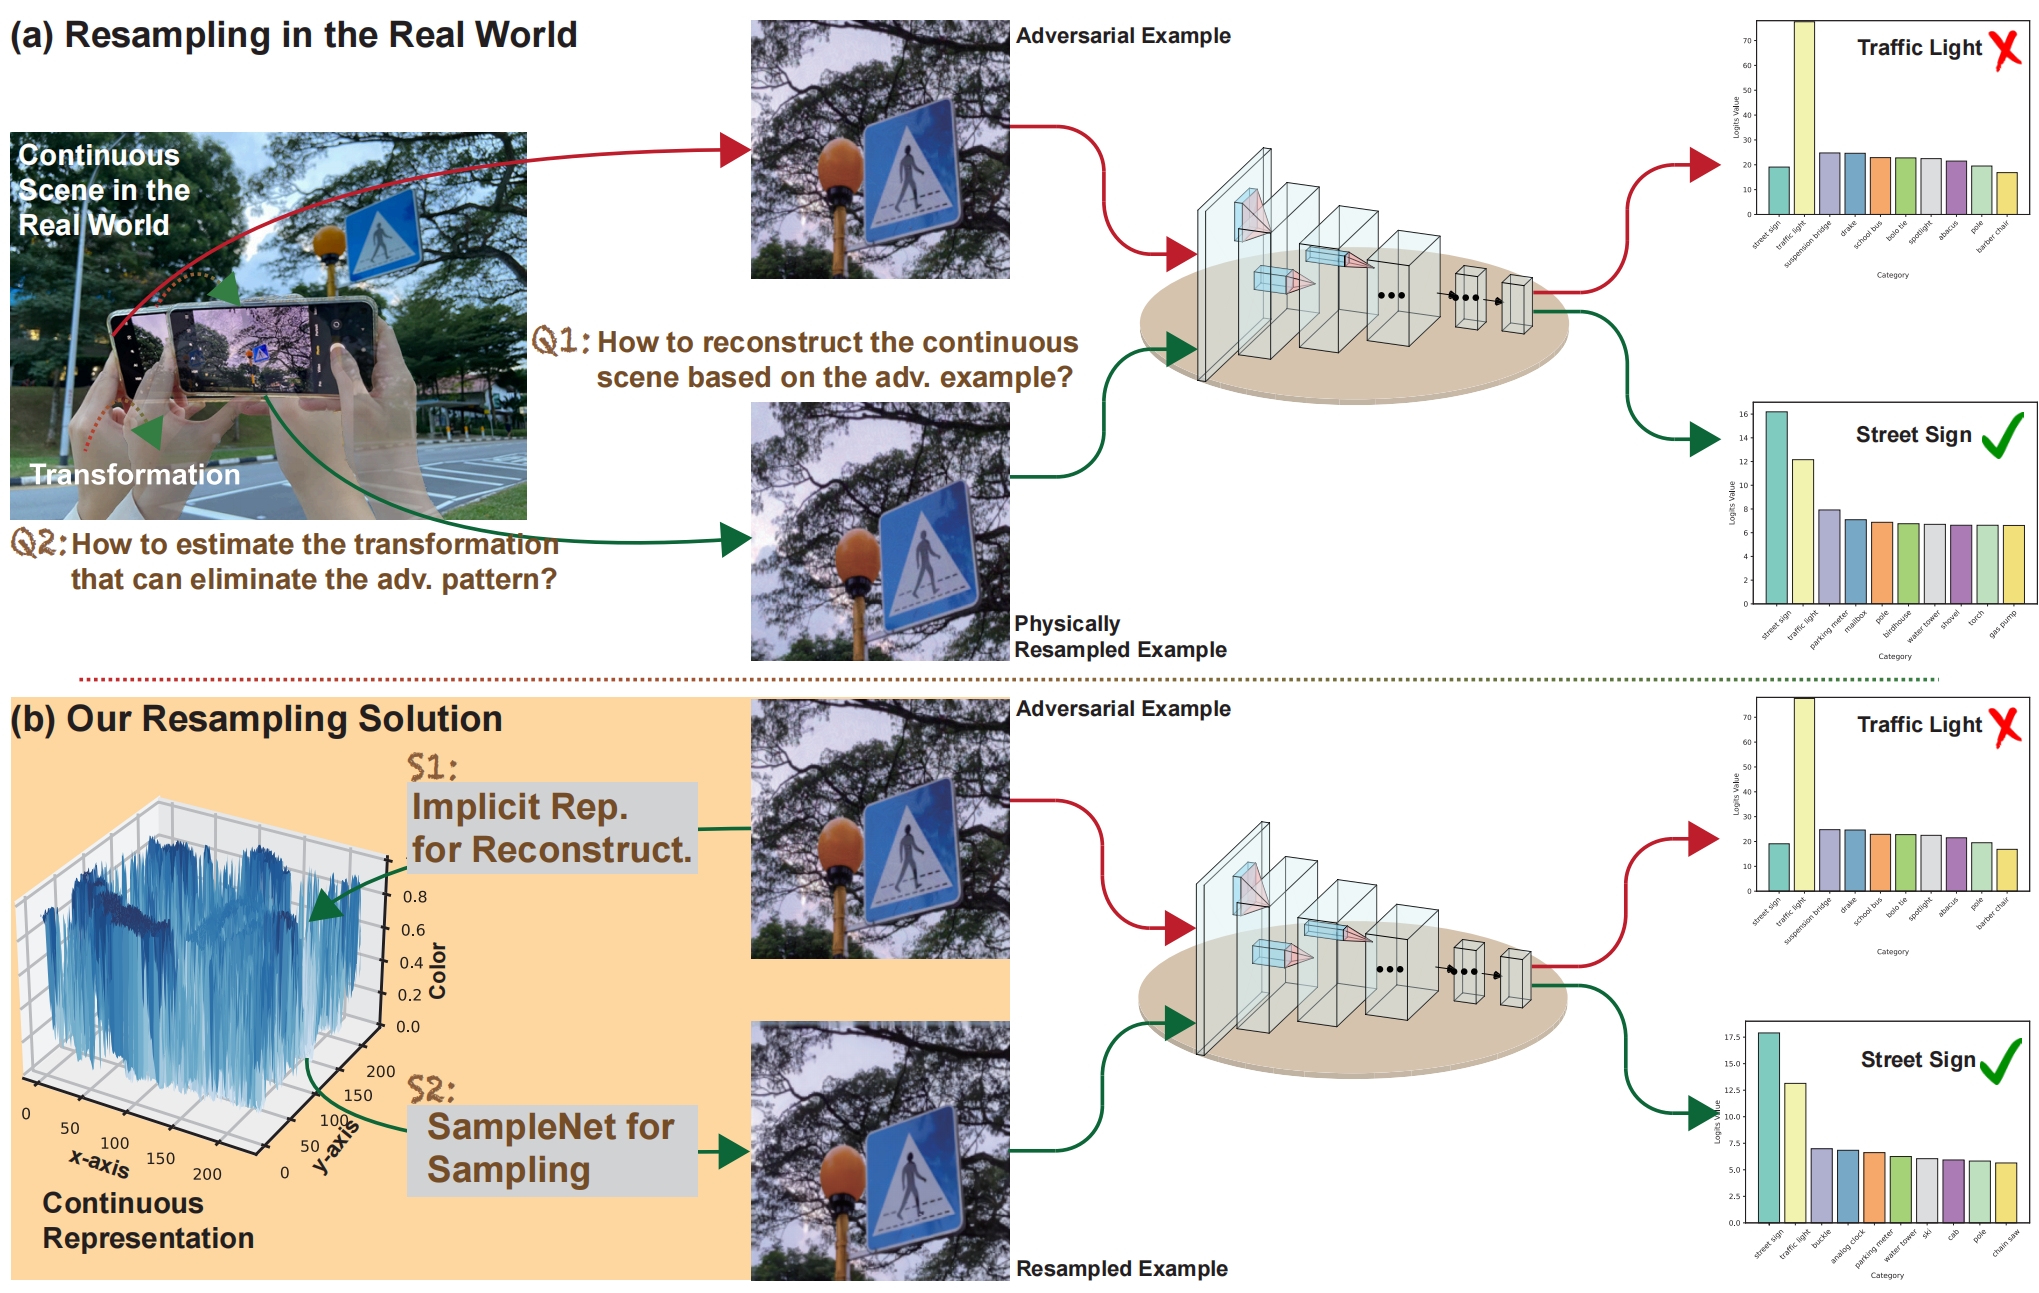 (a) Resampling in the Real World
Continuous
Scene in the
Real World
Transformation
Q1: How to reconstruct the continuous
scene based on the adv. example?
Q2: How to estimate the transformation
that can eliminate the adv. pattern?
Adversarial Example
Physically
Resampled Example
Traffic Light
Logits Value
70
60
50
40
30
20
10
0
street sign
traffic light
suspension bridge
drake
school bus
bolo tie
spotlight
abacus
pole
barber chair
Category
Street Sign
Logits Value
16
14
12
10
8
6
4
2
0
street sign
traffic light
parking meter
mailbox
pole
birdhouse
water tower
shovel
torch
gas pump
Category
(b) Our Resampling Solution
S1:
Implicit Rep.
for Reconstruct.
0.8
0.6
0.4
0.2
0.0
Color
200
150
100
50
0
y-axis
0
50
100
150
200
x-axis
Continuous
Representation
S2:
SampleNet for
Sampling
Adversarial Example
Resampled Example
Traffic Light
Logits Value
70
60
50
40
30
20
10
0
street sign
traffic light
suspension bridge
drake
school bus
bolo tie
spotlight
abacus
pole
barber chair
Category
Street Sign
Logits Value
17.5
15.0
12.5
10.0
7.5
5.0
2.5
0.0
street sign
traffic light
buckle
analog clock
parking meter
water tower
ski
cab
pole
chain saw
Category